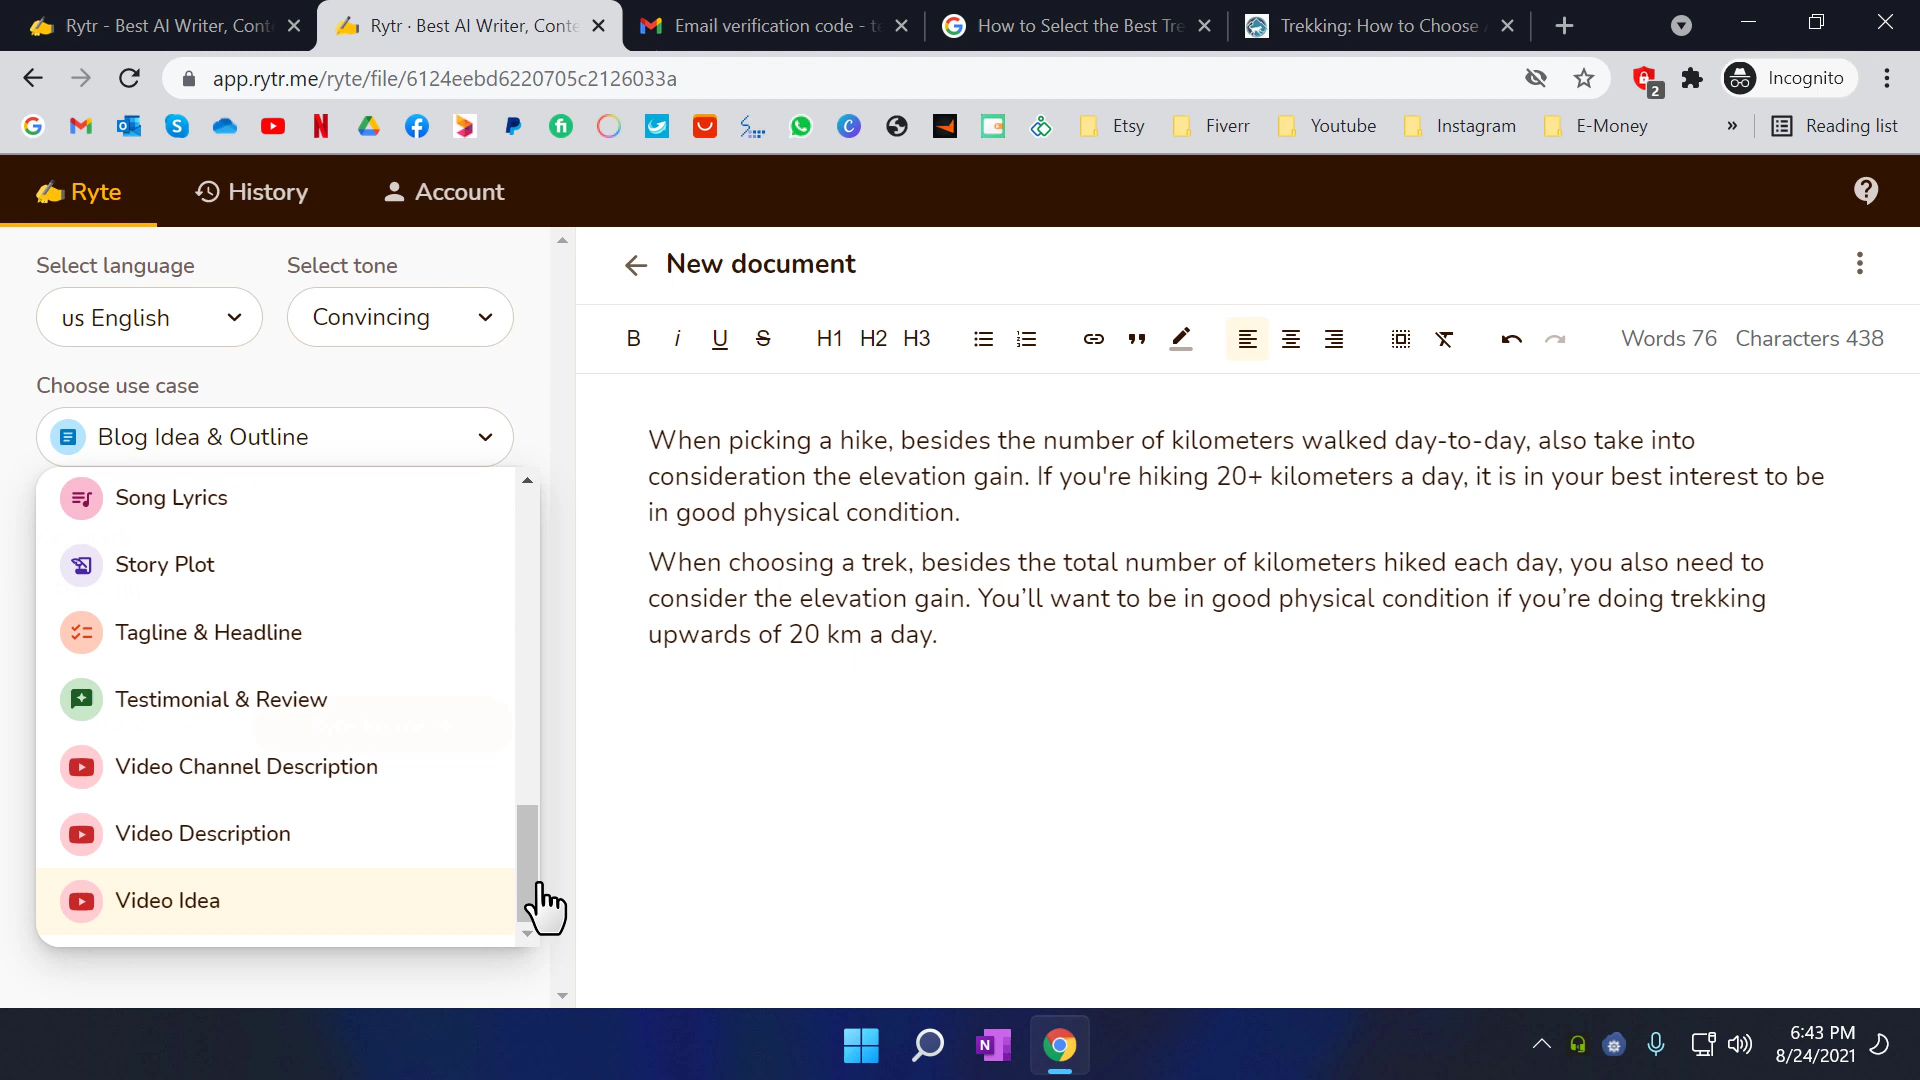 Rytr - Best AI Writer, Conte
Rytr · Best AI Writer, Conte
Email verification code - te
How to Select the Best Tre
Trekking: How to Choose A
app.rytr.me/ryte/file/6124eebd6220705c2126033a
2
Incognito
Etsy
Fiverr
Youtube
Instagram
E-Money
»
Reading list
Ryte
History
Account
Select language
Select tone
us English
Convincing
Choose use case
Blog Idea & Outline
Song Lyrics
Story Plot
Tagline & Headline
Testimonial & Review
Video Channel Description
Video Description
Video Idea
New document
B i U S H1 H2 H3
Words 76 Characters 438
When picking a hike, besides the number of kilometers walked day-to-day, also take into
consideration the elevation gain. If you're hiking 20+ kilometers a day, it is in your best interest to be
in good physical condition.
When choosing a trek, besides the total number of kilometers hiked each day, you also need to
consider the elevation gain. You’ll want to be in good physical condition if you’re doing trekking
upwards of 20 km a day.
6:43 PM
8/24/2021